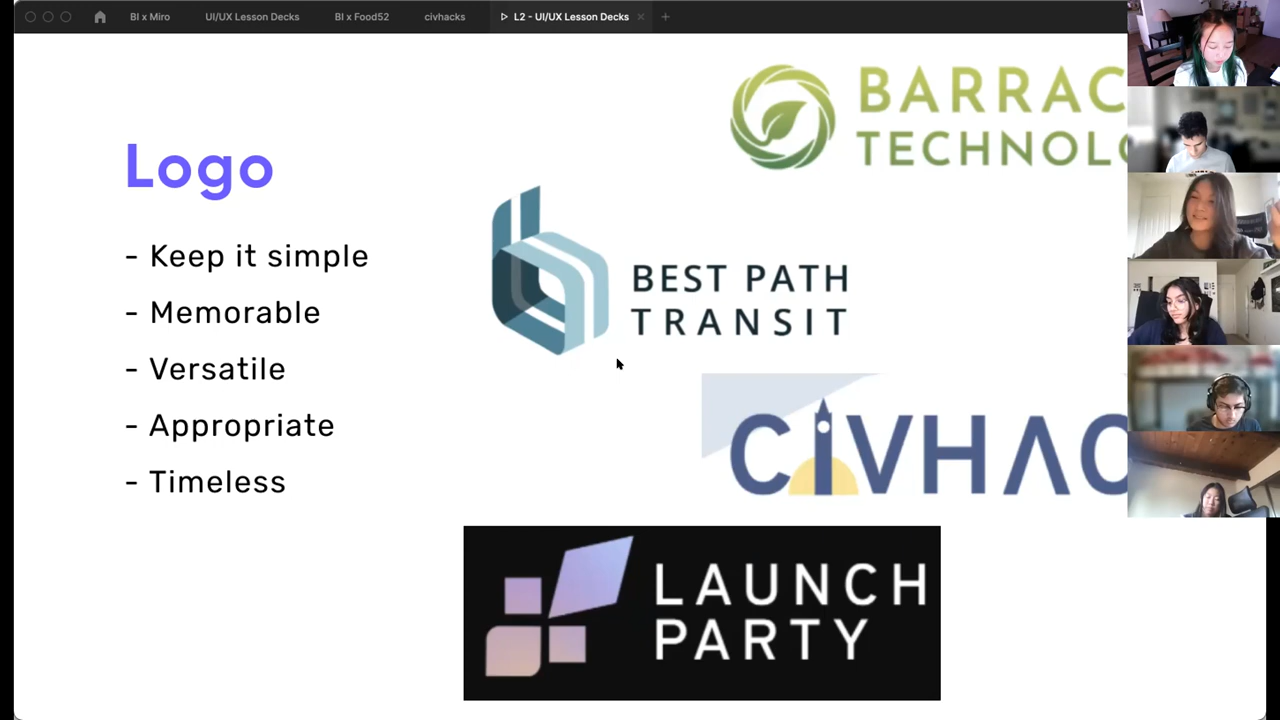 BI x Miro
UI/UX Lesson Decks
BI x Food52
civhacks
L2 - UI/UX Lesson Decks
Logo
- Keep it simple
- Memorable
- Versatile
- Appropriate
- Timeless
BARRAC
TECHNOLO
BEST PATH
TRANSIT
CIVHAC
LAUNCH
PARTY